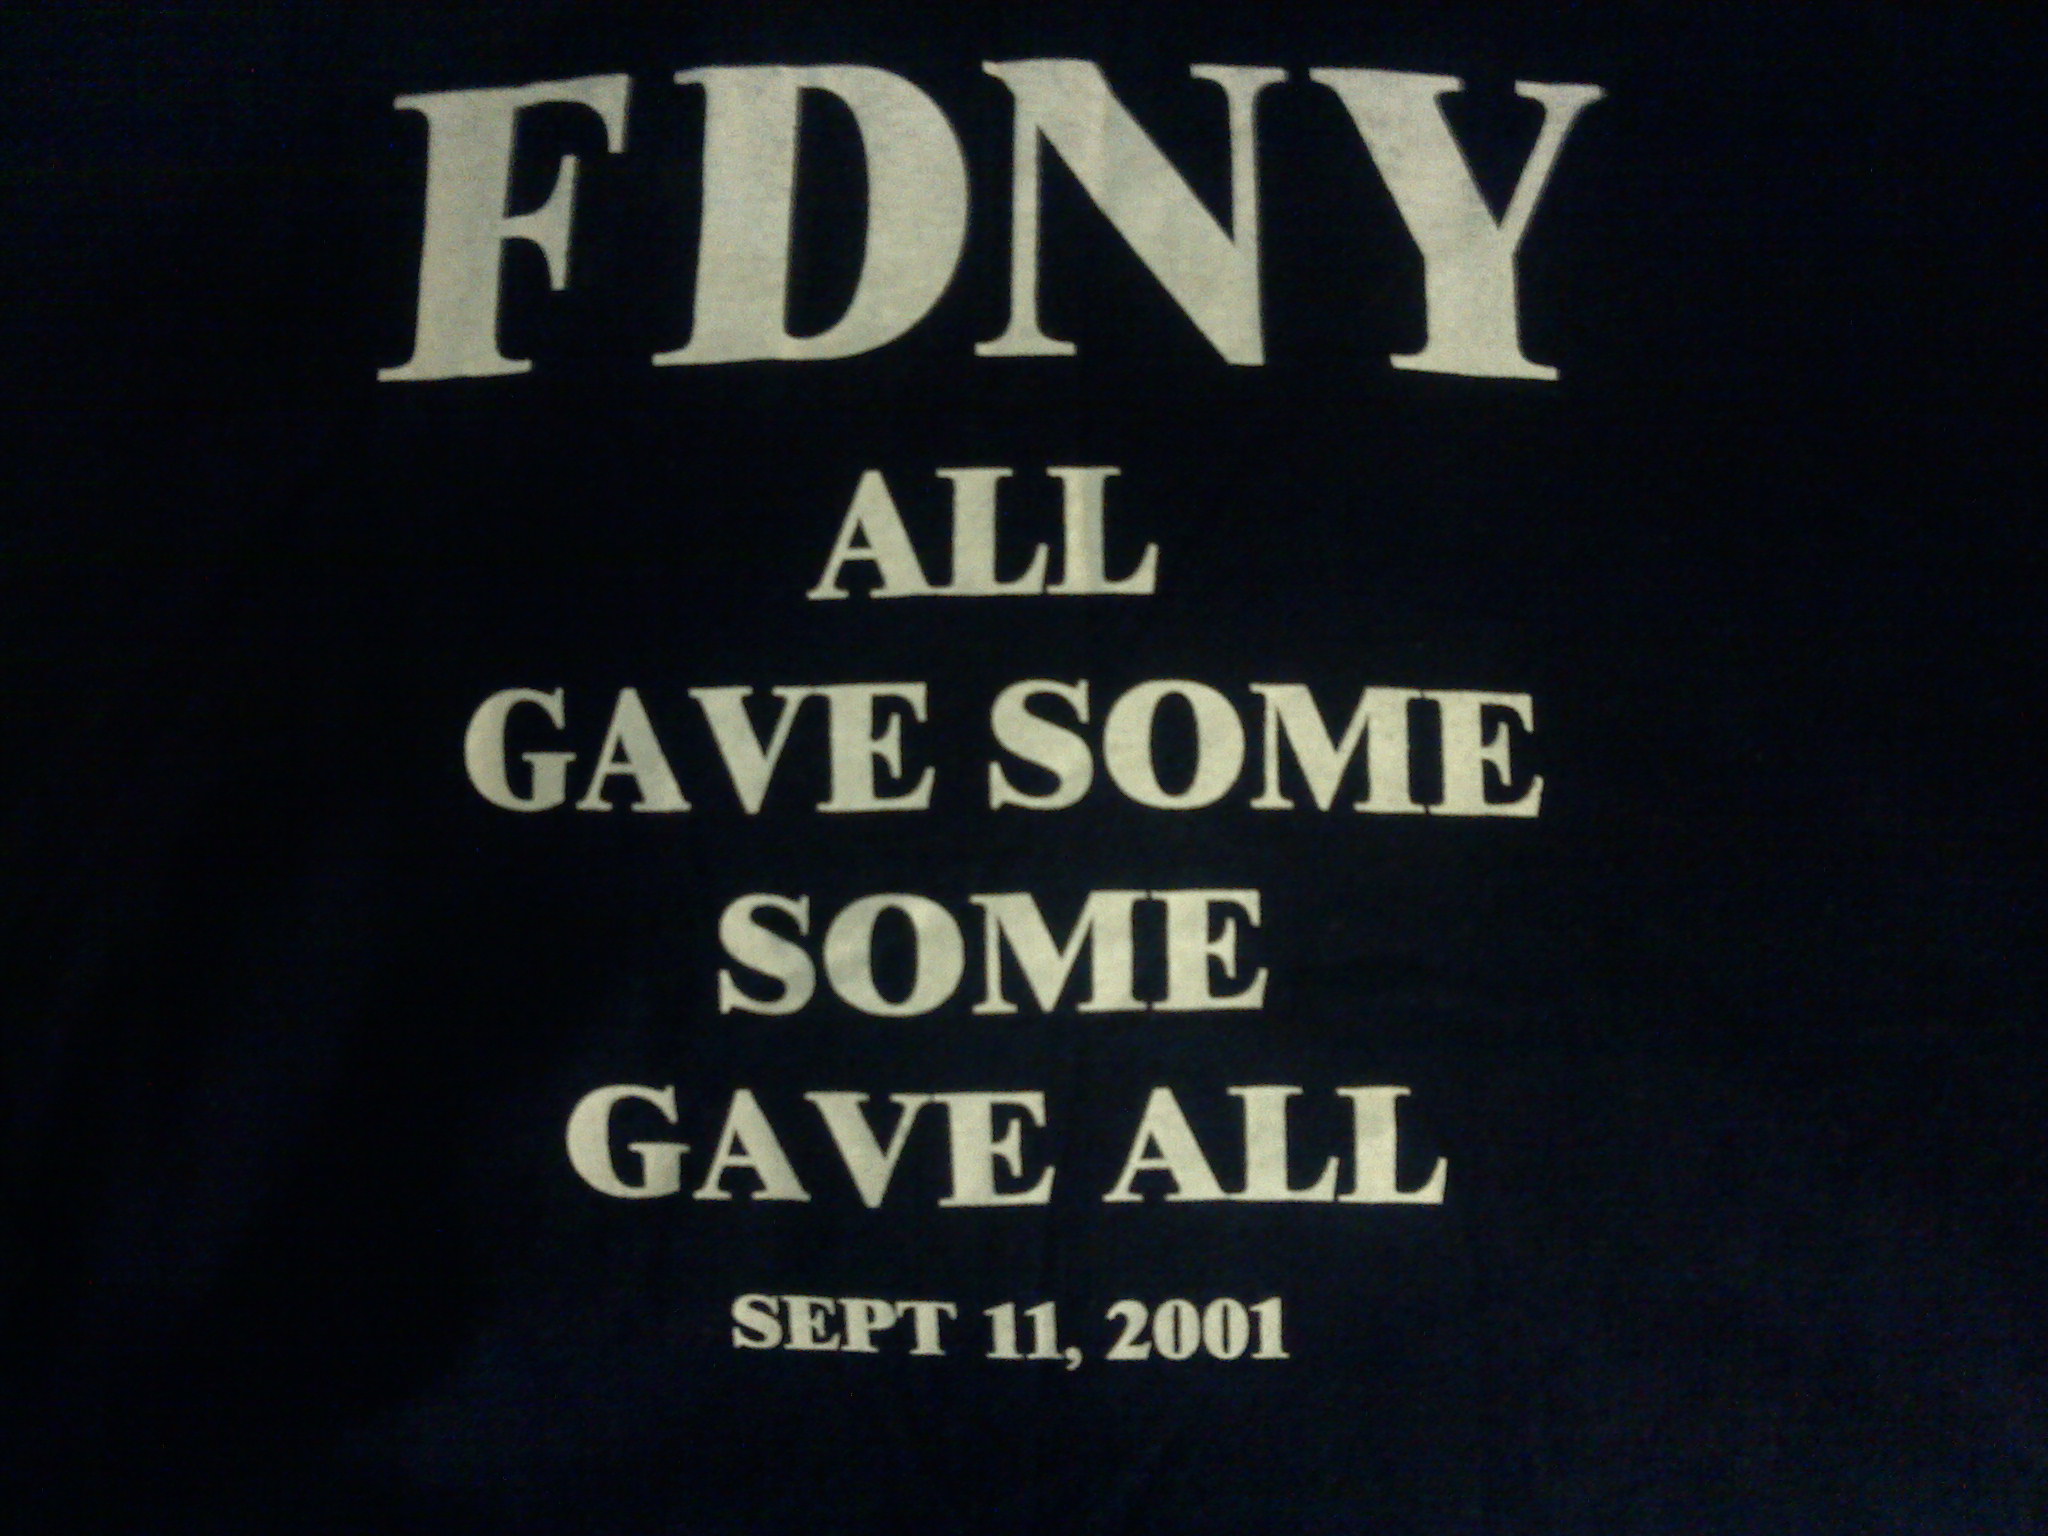 FDNY
ALL
GAVE SOME
SOME
GAVE ALL
SEPT 11, 2001